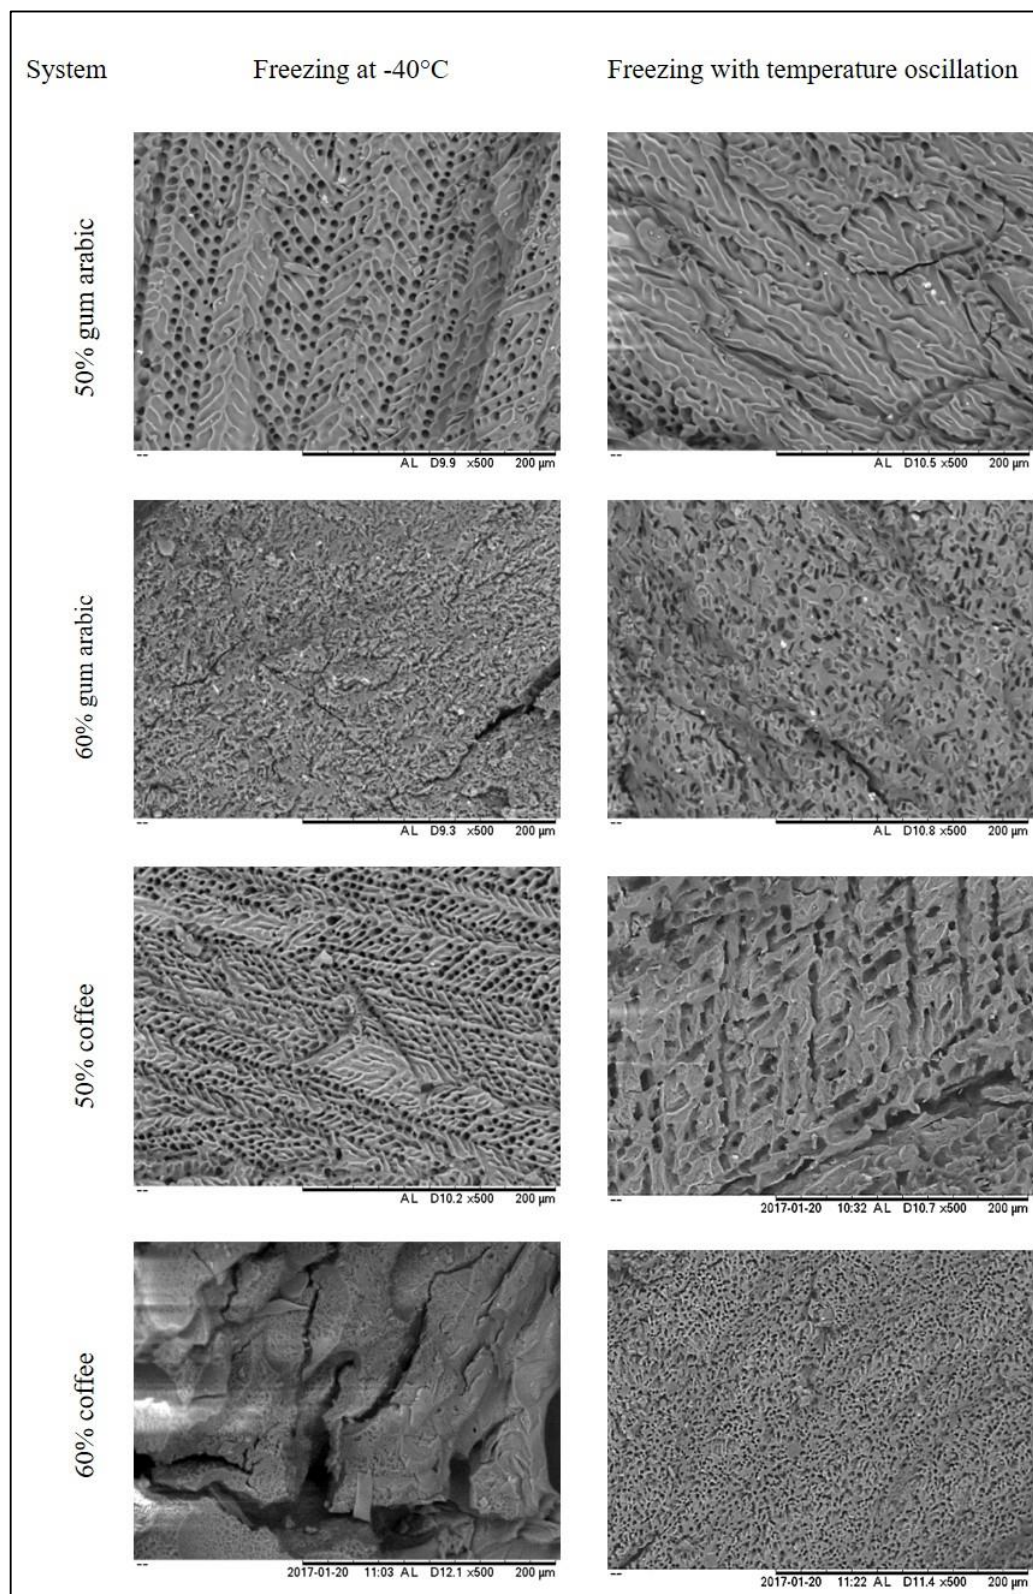 System Freezing at -40°C Freezing with temperature oscillation
50% gum arabic
-- AL D9.9 x500 200 µm
-- AL D10.5 x500 200 µm
60% gum arabic
-- AL D9.3 x500 200 µm
-- AL D10.8 x500 200 µm
50% coffee
-- AL D10.2 x500 200 µm
-- 2017-01-20 10:32 AL D10.7 x500 200 µm
60% coffee
-- 2017-01-20 11:03 AL D12.1 x500 200 µm
-- 2017-01-20 11:22 AL D11.4 x500 200 µm